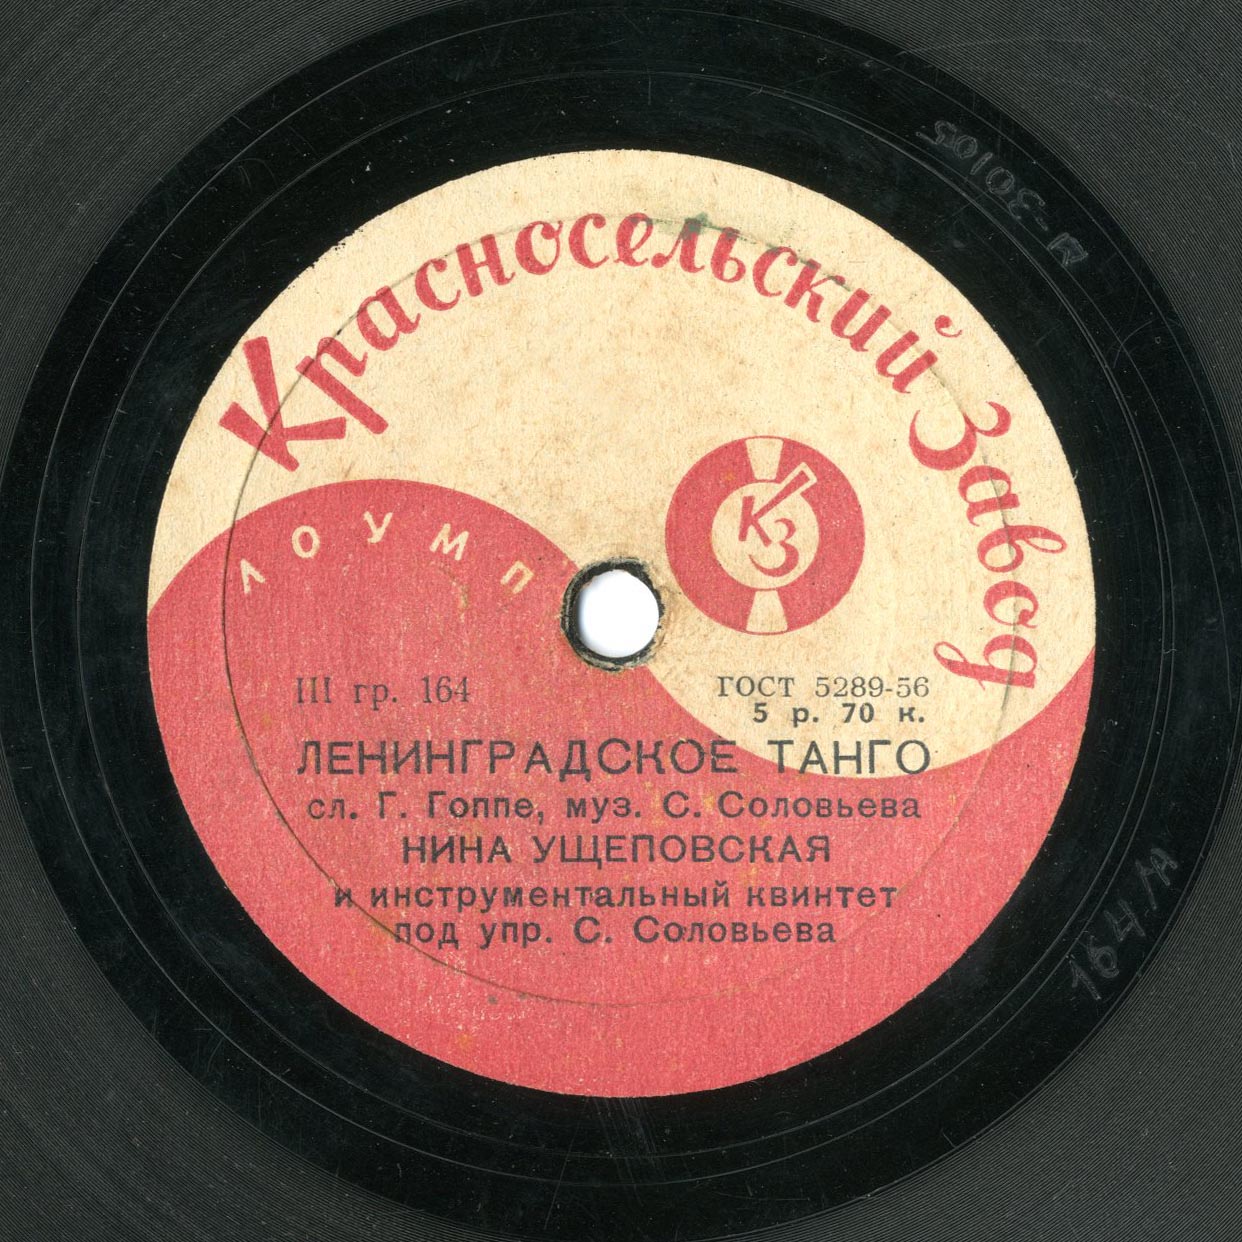 Красносельский Завод
ЛОУМП
КЗ
III гр. 164
ГОСТ 5289-56
5 р. 70 к.
ЛЕНИНГРАДСКОЕ ТАНГО
сл. Г. Гоппе, муз. С. Соловьева
НИНА УЩЕПОВСКАЯ
и инструментальный квинтет
под упр. С. Соловьева